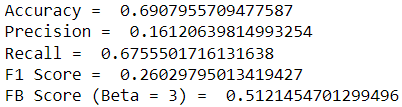 Accuracy =  0.6907955709477587
Precision =  0.16120639814993254
Recall =  0.6755501716131638
F1 Score =  0.26029795013419427
FB Score (Beta = 3) =  0.5121454701299496